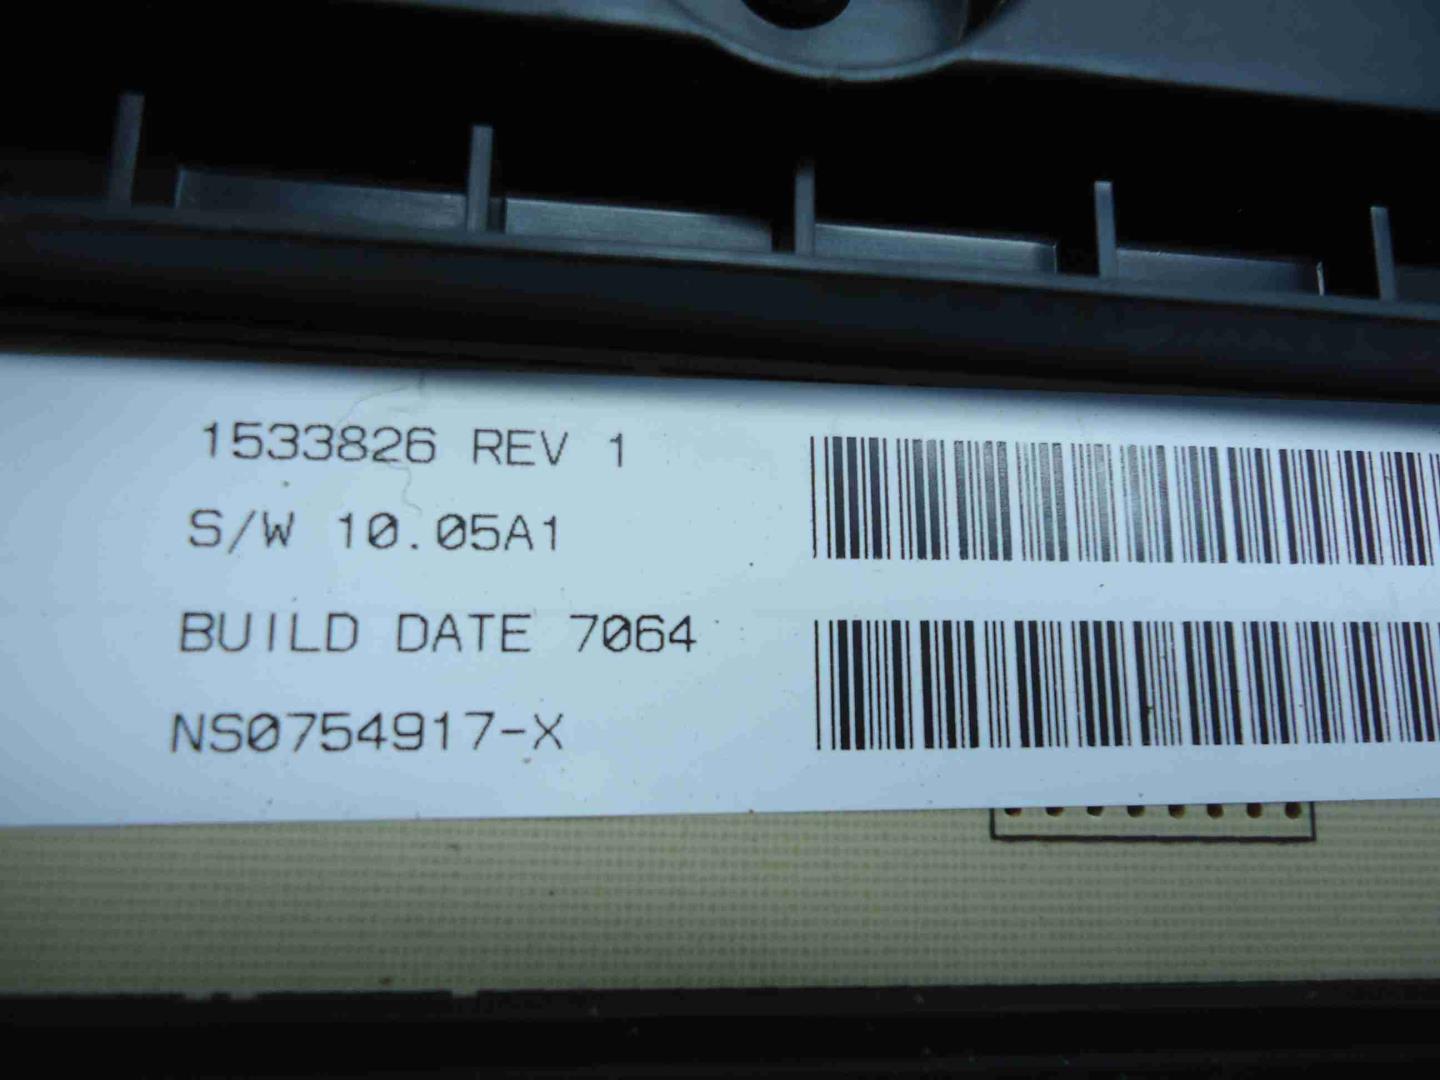 1533826 REV 1
S/W 10.05A1
BUILD DATE 7064
NS0754917-X